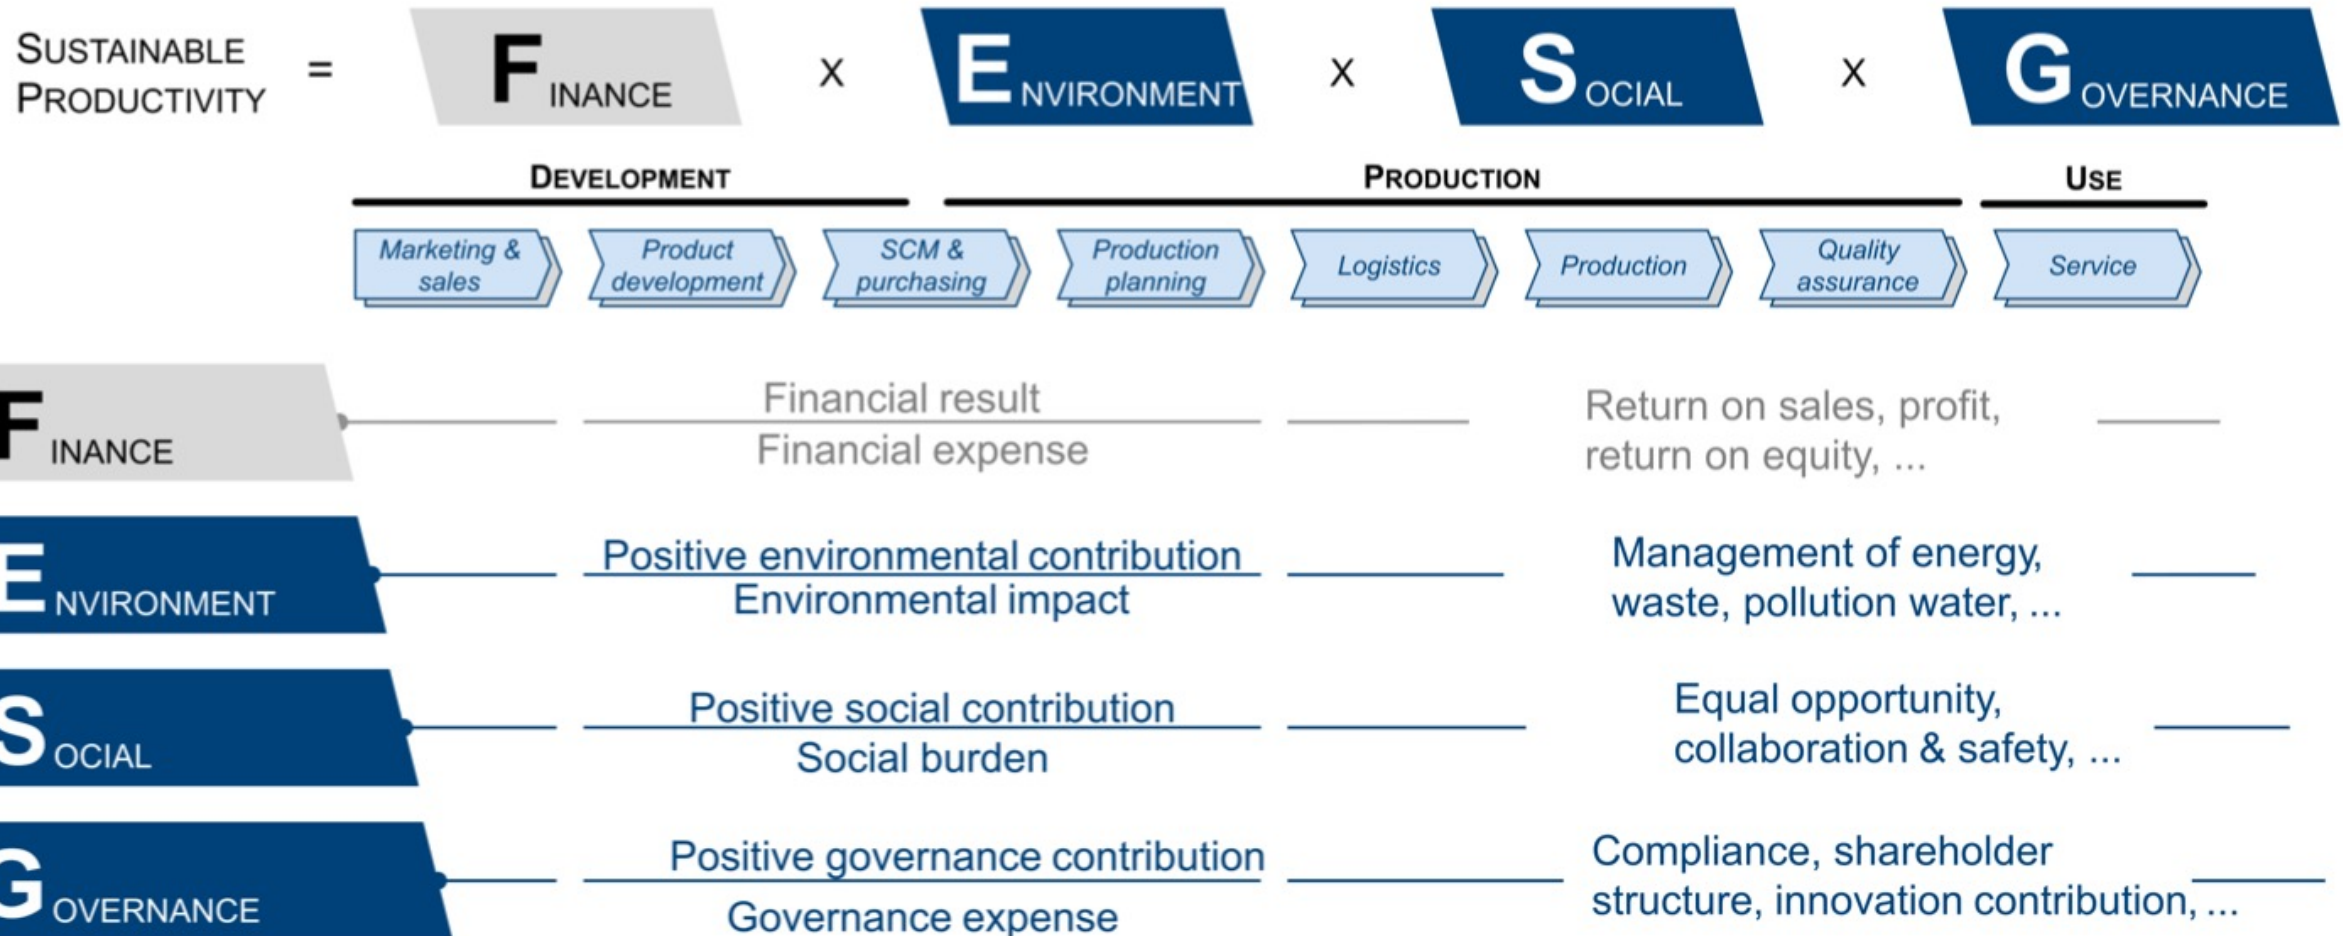 SUSTAINABLE
PRODUCTIVITY
=
FINANCE
X
ENVIRONMENT
X
SOCIAL
X
GOVERNANCE
DEVELOPMENT
PRODUCTION
USE
Marketing &
sales
Product
development
SCM &
purchasing
Production
planning
Logistics
Production
Quality
assurance
Service
FINANCE
Financial result
Financial expense
Return on sales, profit,
return on equity, ...
ENVIRONMENT
Positive environmental contribution
Environmental impact
Management of energy,
waste, pollution water, ...
SOCIAL
Positive social contribution
Social burden
Equal opportunity,
collaboration & safety, ...
GOVERNANCE
Positive governance contribution
Governance expense
Compliance, shareholder
structure, innovation contribution, ...